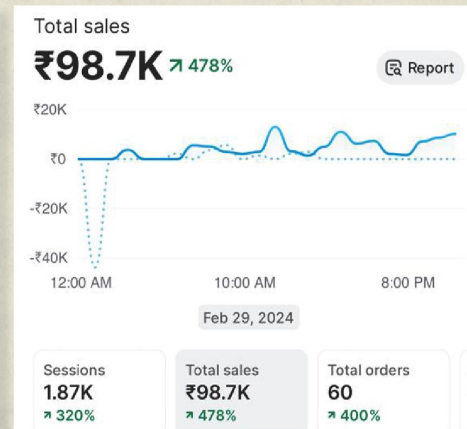 Total sales
₹98.7K ↗ 478%
Report
₹20K
₹0
-₹20K
-₹40K
12:00 AM 10:00 AM 8:00 PM
Feb 29, 2024
Sessions Total sales Total orders
1.87K ₹98.7K 60
↗ 320% ↗ 478% ↗ 400%